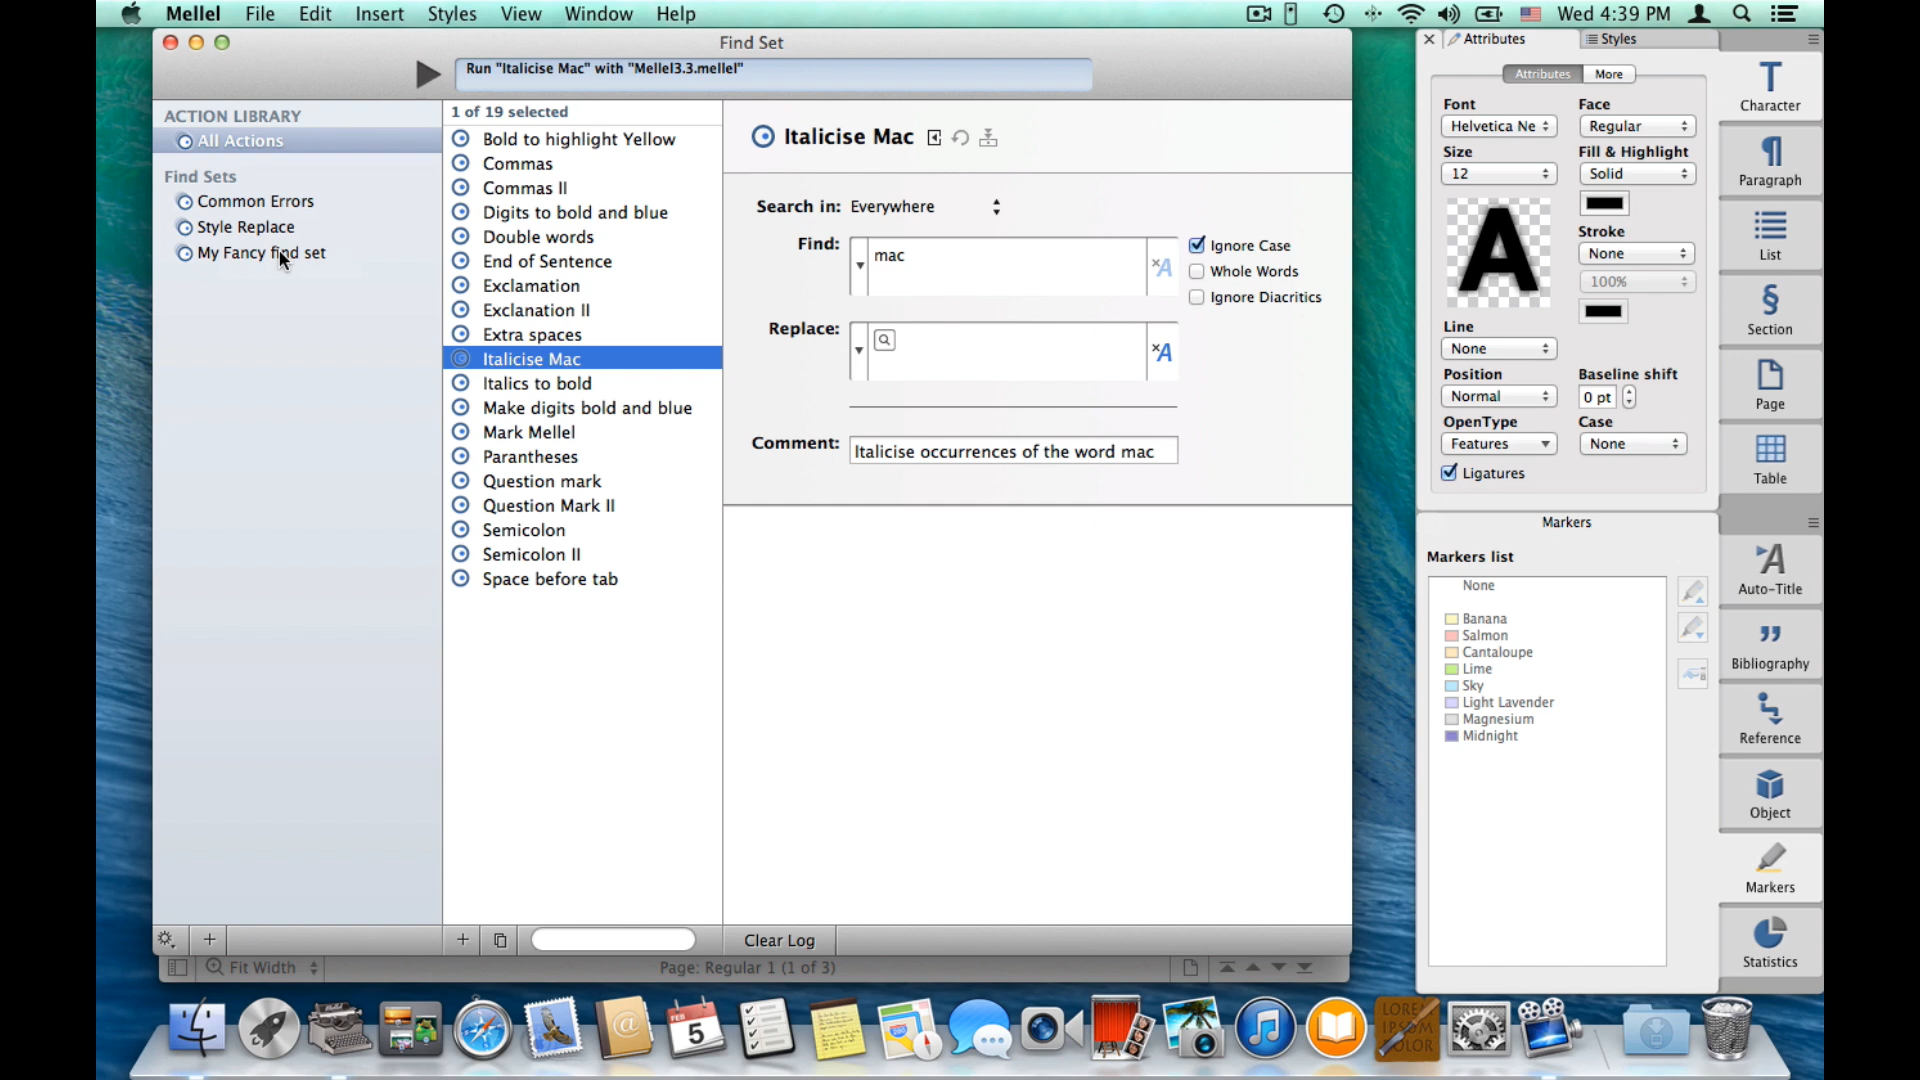 Mellel File Edit Insert Styles View Window Help
Wed 4:39 PM
Find Set
Run "Italicise Mac" with "Mellel3.3.mellel"
ACTION LIBRARY
All Actions
Find Sets
Common Errors
Style Replace
My Fancy find set
1 of 19 selected
Bold to highlight Yellow
Commas
Commas II
Digits to bold and blue
Double words
End of Sentence
Exclamation
Exclanation II
Extra spaces
Italicise Mac
Italics to bold
Make digits bold and blue
Mark Mellel
Parantheses
Question mark
Question Mark II
Semicolon
Semicolon II
Space before tab
Italicise Mac
Search in: Everywhere
Find: mac
Ignore Case
Whole Words
Ignore Diacritics
Replace:
Comment: Italicise occurrences of the word mac
Clear Log
Fit Width
Page: Regular 1 (1 of 3)
Attributes Styles
Attributes More
Font Face
Helvetica Ne Regular
Size Fill & Highlight
12 Solid
A
Stroke
None
100%
Line
None
Position Baseline shift
Normal 0 pt
OpenType Case
Features None
Ligatures
Markers
Markers list
None
Banana
Salmon
Cantaloupe
Lime
Sky
Light Lavender
Magnesium
Midnight
Character
Paragraph
List
Section
Page
Table
Auto-Title
Bibliography
Reference
Object
Markers
Statistics
FEB
5
LOREM
IPSUM
DOLOR